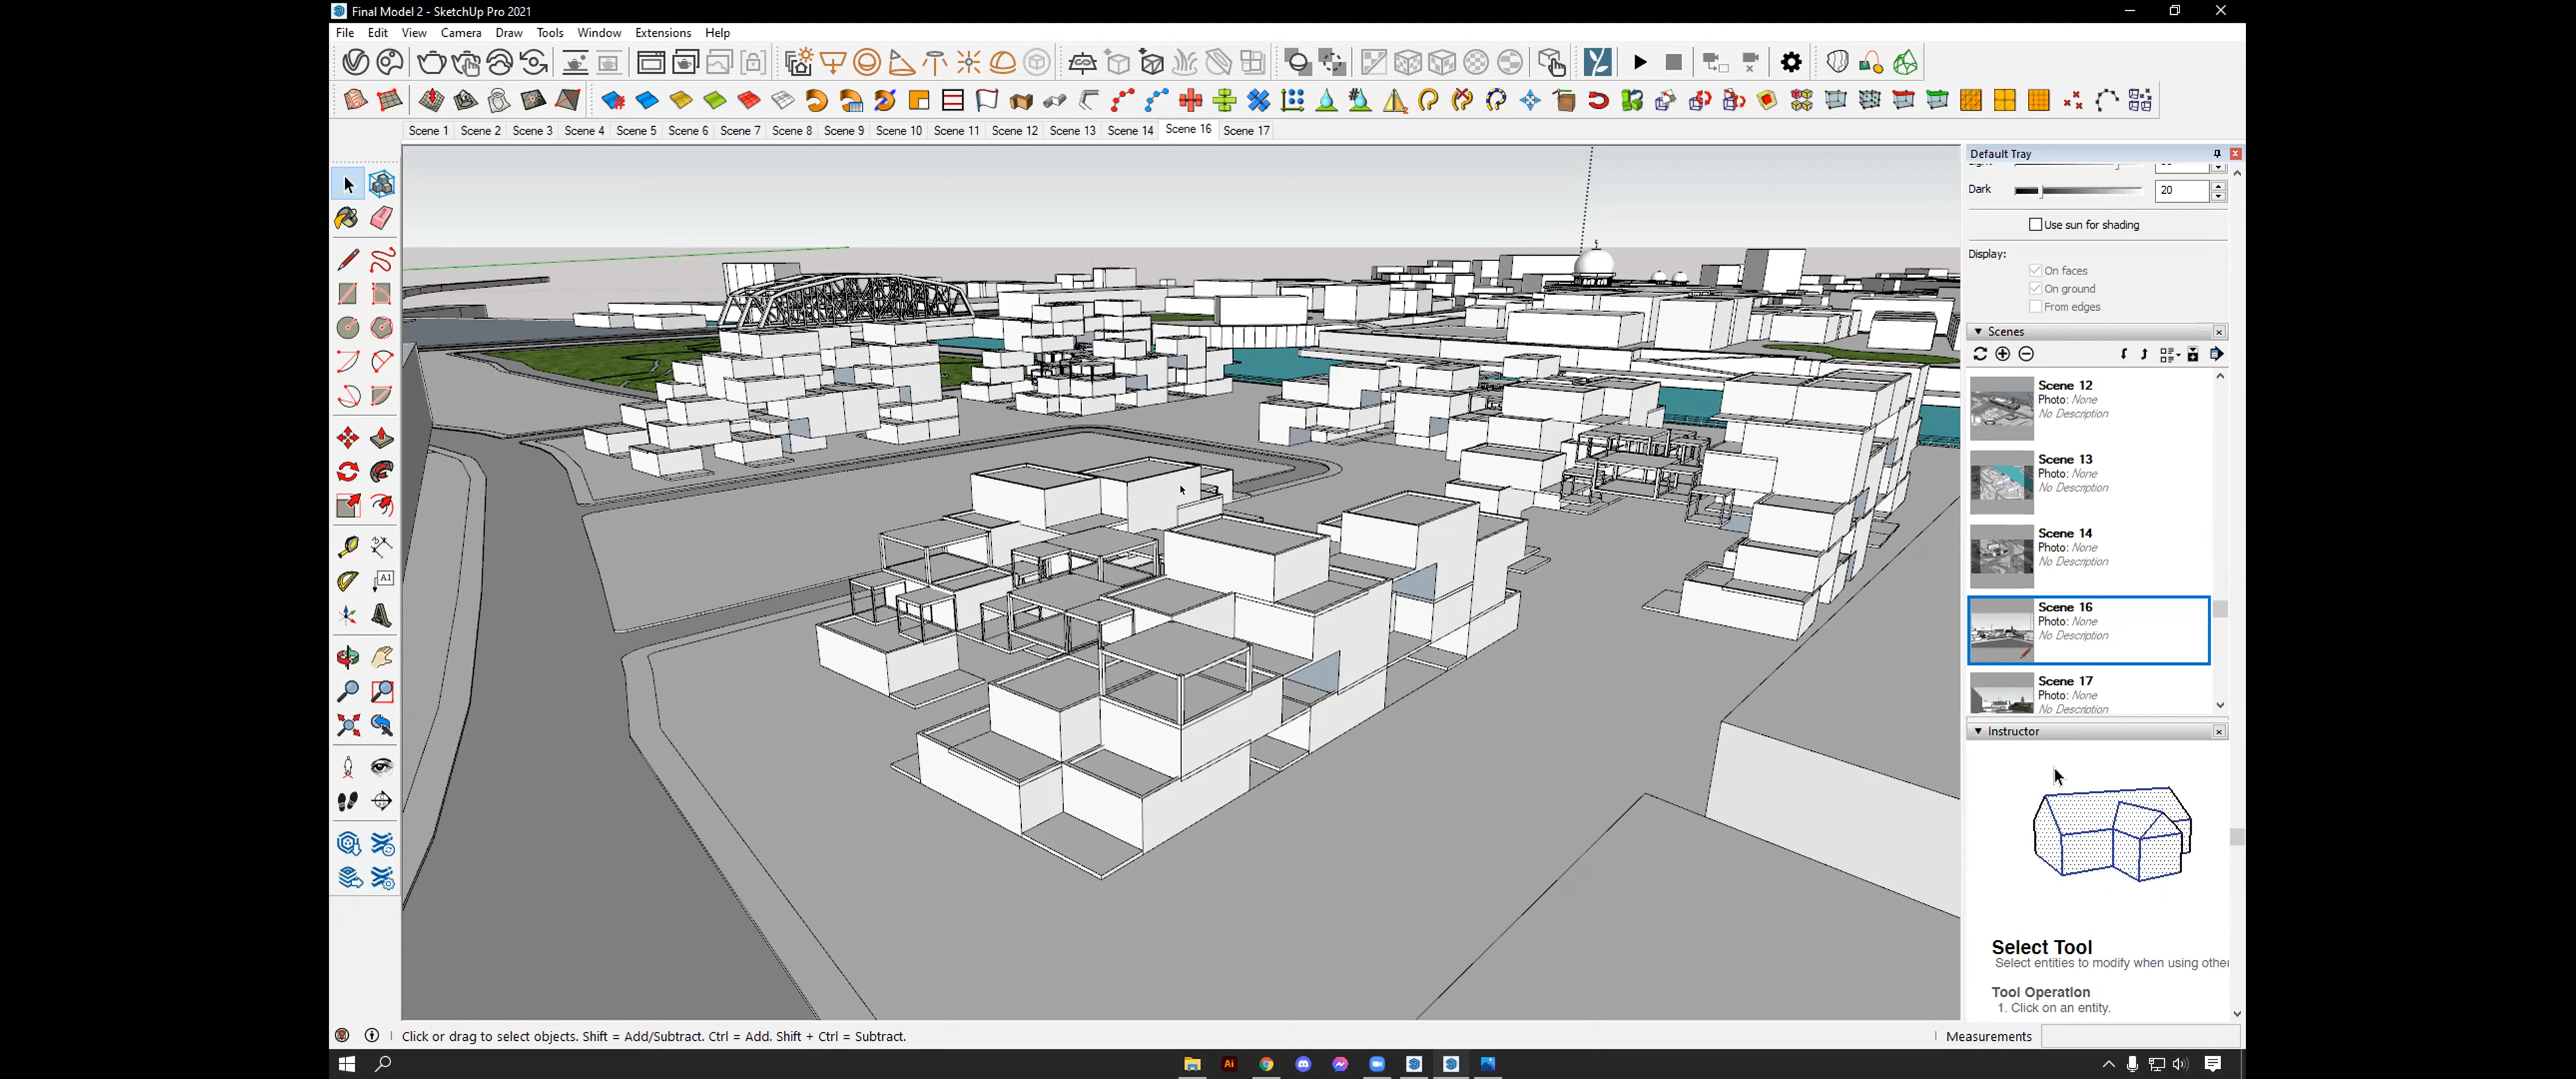 Final Model 2 - SketchUp Pro 2021
File Edit View Camera Draw Tools Window Extensions Help
Scene 1 Scene 2 Scene 3 Scene 4 Scene 5 Scene 6 Scene 7 Scene 8 Scene 9 Scene 10 Scene 11 Scene 12 Scene 13 Scene 14 Scene 16 Scene 17
Default Tray
Dark 20
Use sun for shading
Display:
On faces
On ground
From edges
Scenes
Scene 12
Photo: None
No Description
Scene 13
Photo: None
No Description
Scene 14
Photo: None
No Description
Scene 16
Photo: None
No Description
Scene 17
Photo: None
No Description
Instructor
Select Tool
Select entities to modify when using other
Tool Operation
1. Click on an entity.
A1
Click or drag to select objects. Shift = Add/Subtract. Ctrl = Add. Shift + Ctrl = Subtract.
Measurements
Ai